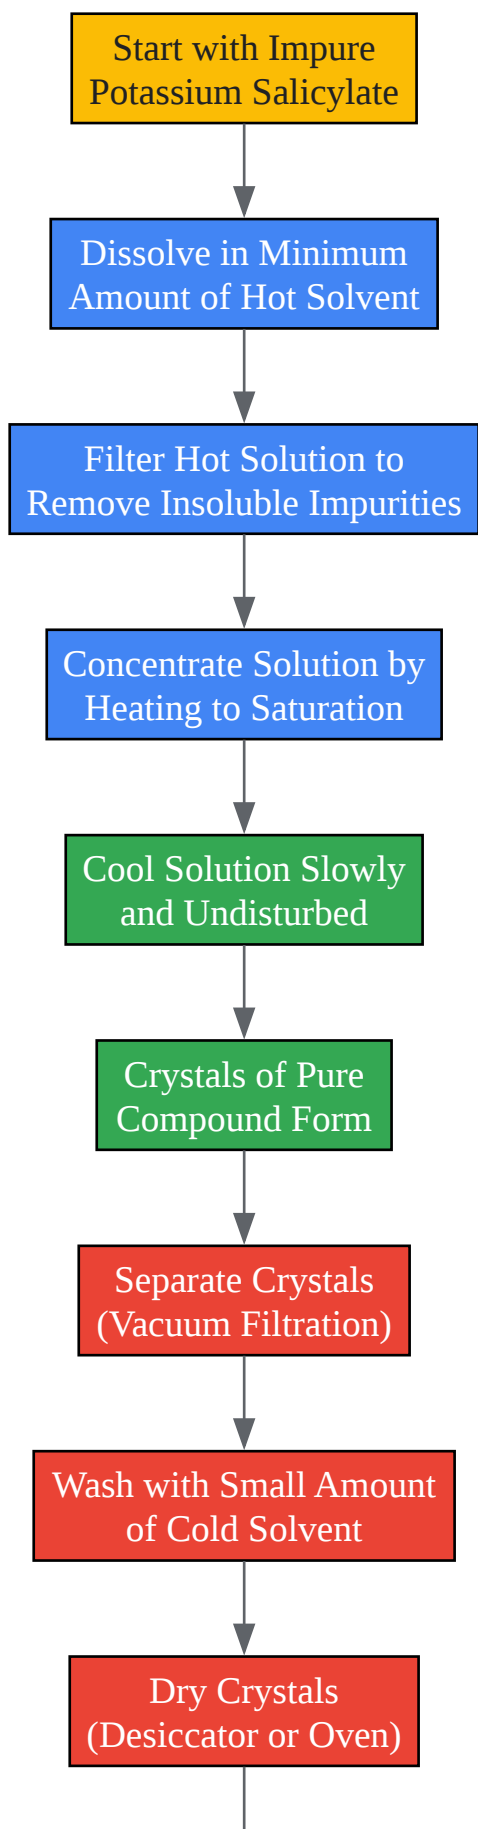 Start with Impure
Potassium Salicylate
Dissolve in Minimum
Amount of Hot Solvent
Filter Hot Solution to
Remove Insoluble Impurities
Concentrate Solution by
Heating to Saturation
Cool Solution Slowly
and Undisturbed
Crystals of Pure
Compound Form
Separate Crystals
(Vacuum Filtration)
Wash with Small Amount
of Cold Solvent
Dry Crystals
(Desiccator or Oven)